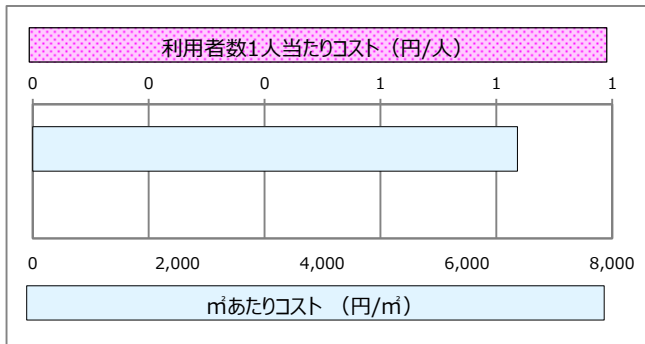 利用者数1人当たりコスト（円/人）
0 0 0 1 1 1
0 2,000 4,000 6,000 8,000
㎡あたりコスト （円/㎡）